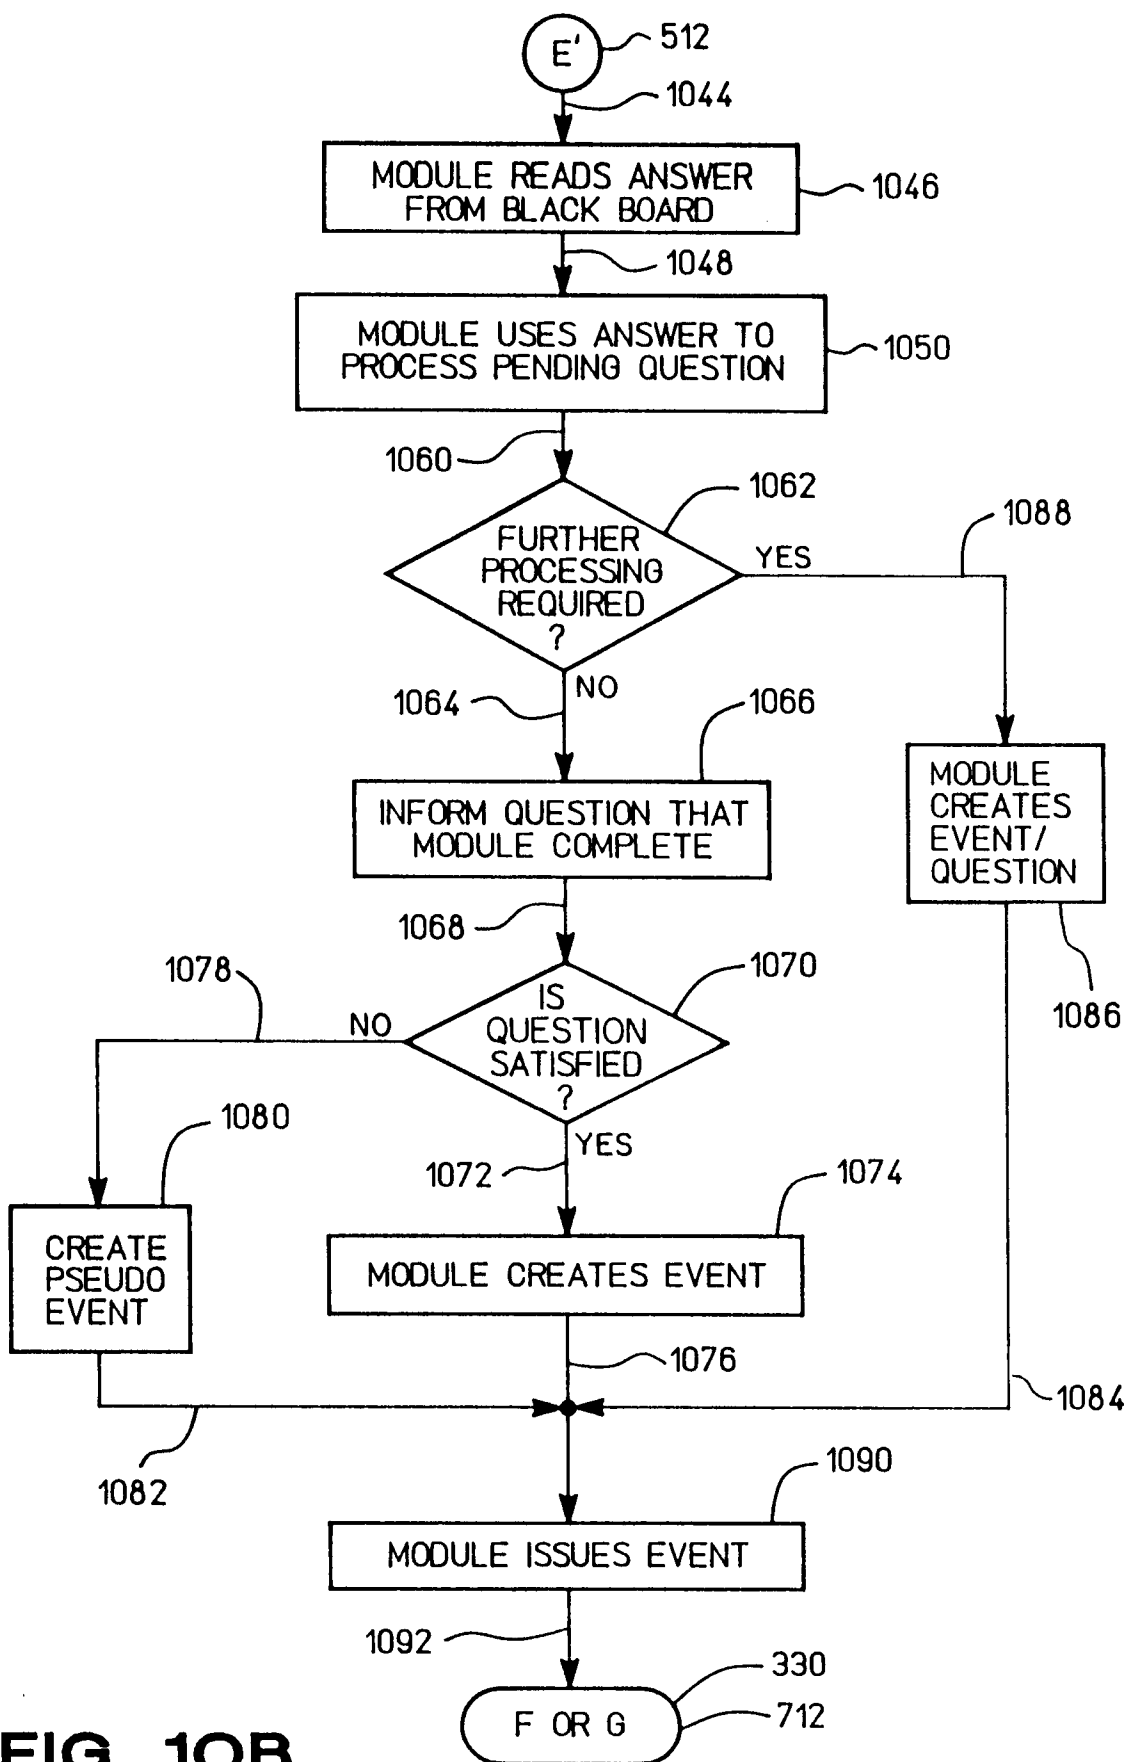 E'
512
1044
MODULE READS ANSWER
FROM BLACK BOARD
1046
1048
MODULE USES ANSWER TO
PROCESS PENDING QUESTION
1050
1060
1062
FURTHER
PROCESSING
REQUIRED
?
YES
1088
NO
1064
1066
INFORM QUESTION THAT
MODULE COMPLETE
MODULE
CREATES
EVENT/
QUESTION
1086
1068
1070
IS
QUESTION
SATISFIED
?
NO
1078
1080
CREATE
PSEUDO
EVENT
YES
1072
1074
MODULE CREATES EVENT
1076
1084
1082
1090
MODULE ISSUES EVENT
1092
330
F OR G
712
FIG. 10B